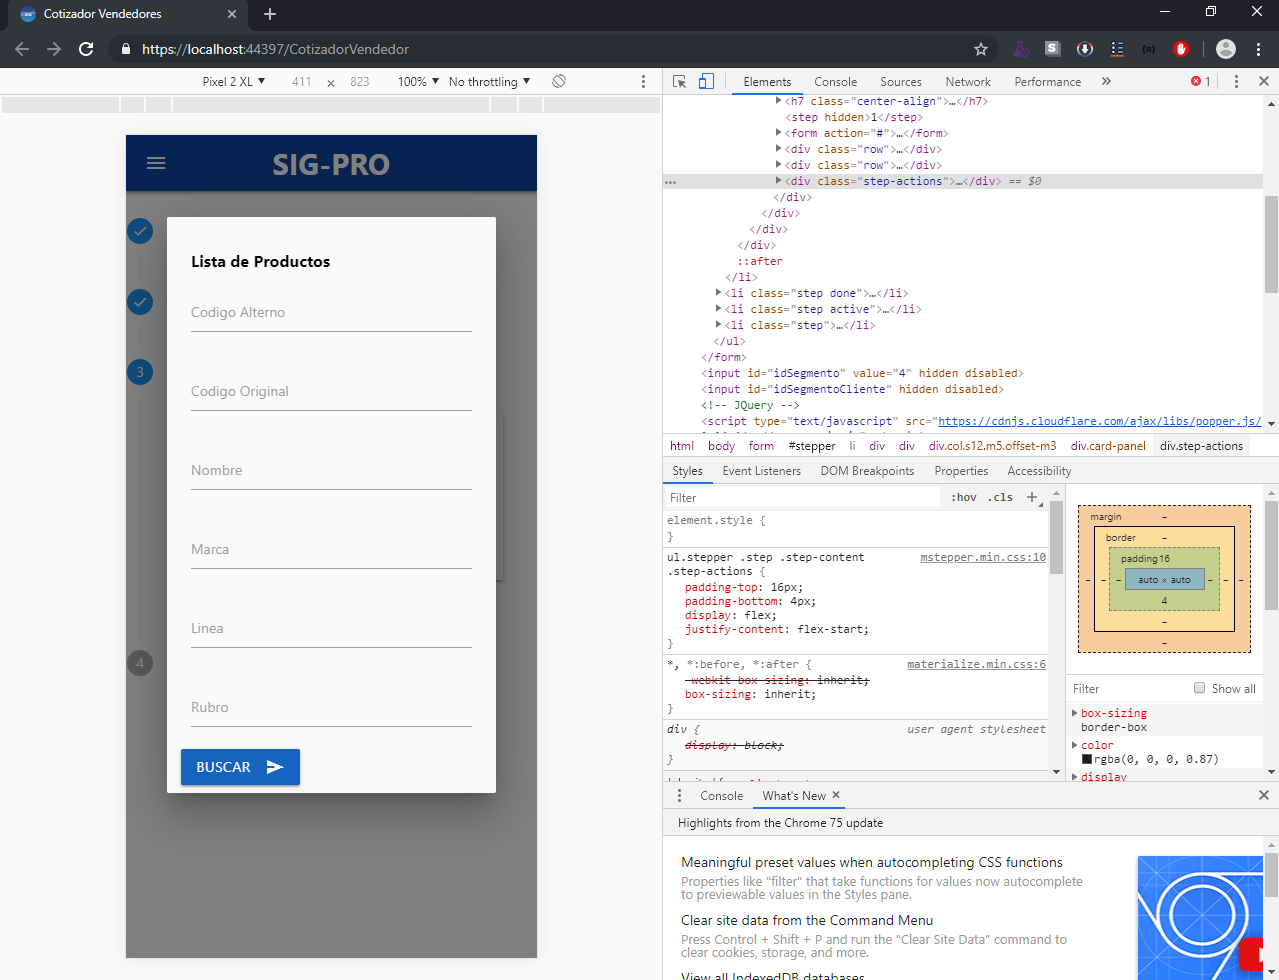 Cotizador Vendedores
https://localhost:44397/CotizadorVendedor
Pixel 2 XL 411 × 823 100% No throttling
SIG-PRO
3
4
Lista de Productos
Codigo Alterno
Codigo Original
Nombre
Marca
Linea
Rubro
BUSCAR
Elements Console Sources Network Performance » 1
<h7 class="center-align">…</h7>
<step hidden>1</step>
<form action="#">…</form>
<div class="row">…</div>
<div class="row">…</div>
… <div class="step-actions">…</div> == $0
</div>
</div>
</div>
</div>
::after
</li>
<li class="step done">…</li>
<li class="step active">…</li>
<li class="step">…</li>
</ul>
</form>
<input id="idSegmento" value="4" hidden disabled>
<input id="idSegmentoCliente" hidden disabled>
<!-- JQuery -->
<script type="text/javascript" src="https://cdnjs.cloudflare.com/ajax/libs/popper.js/
html body form #stepper li div div div.col.s12.m5.offset-m3 div.card-panel div.step-actions
Styles Event Listeners DOM Breakpoints Properties Accessibility
Filter :hov .cls +
element.style {
}
ul.stepper .step .step-content mstepper.min.css:10
.step-actions {
padding-top: 16px;
padding-bottom: 4px;
display: flex;
justify-content: flex-start;
}
*, *:before, *:after { materialize.min.css:6
-webkit-box-sizing: inherit;
box-sizing: inherit;
}
div { user agent stylesheet
display: block;
}
margin –
border –
padding 16
– – – auto × auto – – –
4
–
–
Filter Show all
box-sizing
border-box
color
rgba(0, 0, 0, 0.87)
display
Console What's New ×
Highlights from the Chrome 75 update
Meaningful preset values when autocompleting CSS functions
Properties like "filter" that take functions for values now autocomplete
to previewable values in the Styles pane.
Clear site data from the Command Menu
Press Control + Shift + P and run the "Clear Site Data" command to
clear cookies, storage, and more.
View all IndexedDB databases